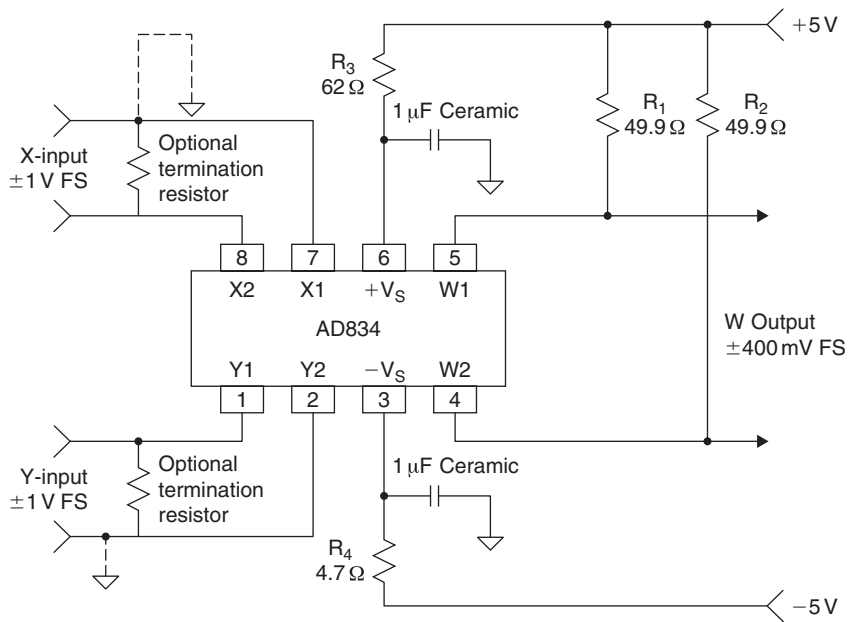 +5 V
R3
62 Ω
1 μF Ceramic
R1
49.9 Ω
R2
49.9 Ω
X-input
±1 V FS
Optional
termination
resistor
8
7
6
5
X2
X1
+VS
W1
AD834
W Output
±400 mV FS
Y1
Y2
−VS
W2
1
2
3
4
Y-input
±1 V FS
Optional
termination
resistor
1 μF Ceramic
R4
4.7 Ω
−5 V